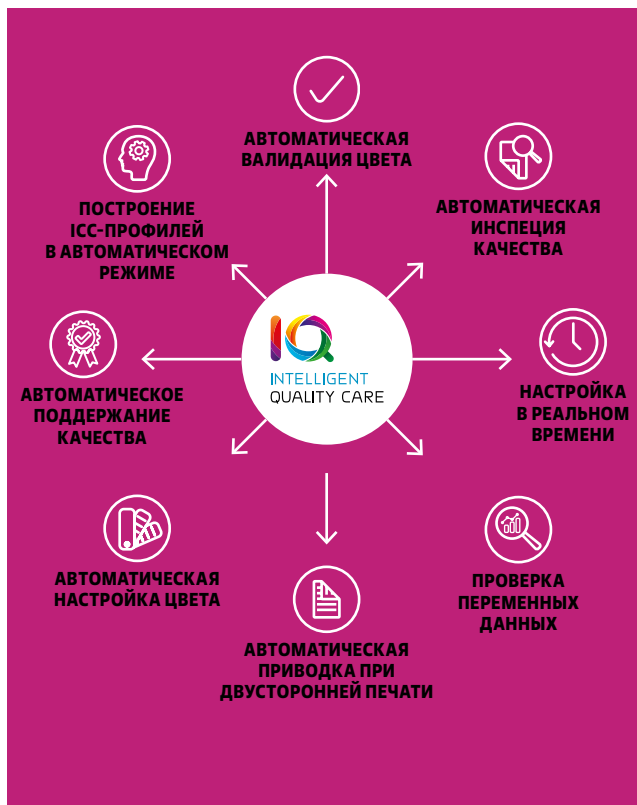 АВТОМАТИЧЕСКАЯ
ВАЛИДАЦИЯ ЦВЕТА
ПОСТРОЕНИЕ
ICC-ПРОФИЛЕЙ
В АВТОМАТИЧЕСКОМ
РЕЖИМЕ
АВТОМАТИЧЕСКАЯ
ИНСПЕЦИЯ
КАЧЕСТВА
IQ
INTELLIGENT
QUALITY CARE
АВТОМАТИЧЕСКОЕ
ПОДДЕРЖАНИЕ
КАЧЕСТВА
НАСТРОЙКА
В РЕАЛЬНОМ
ВРЕМЕНИ
АВТОМАТИЧЕСКАЯ
НАСТРОЙКА ЦВЕТА
ПРОВЕРКА
ПЕРЕМЕННЫХ
ДАННЫХ
АВТОМАТИЧЕСКАЯ
ПРИВОДКА ПРИ
ДВУСТОРОННЕЙ ПЕЧАТИ